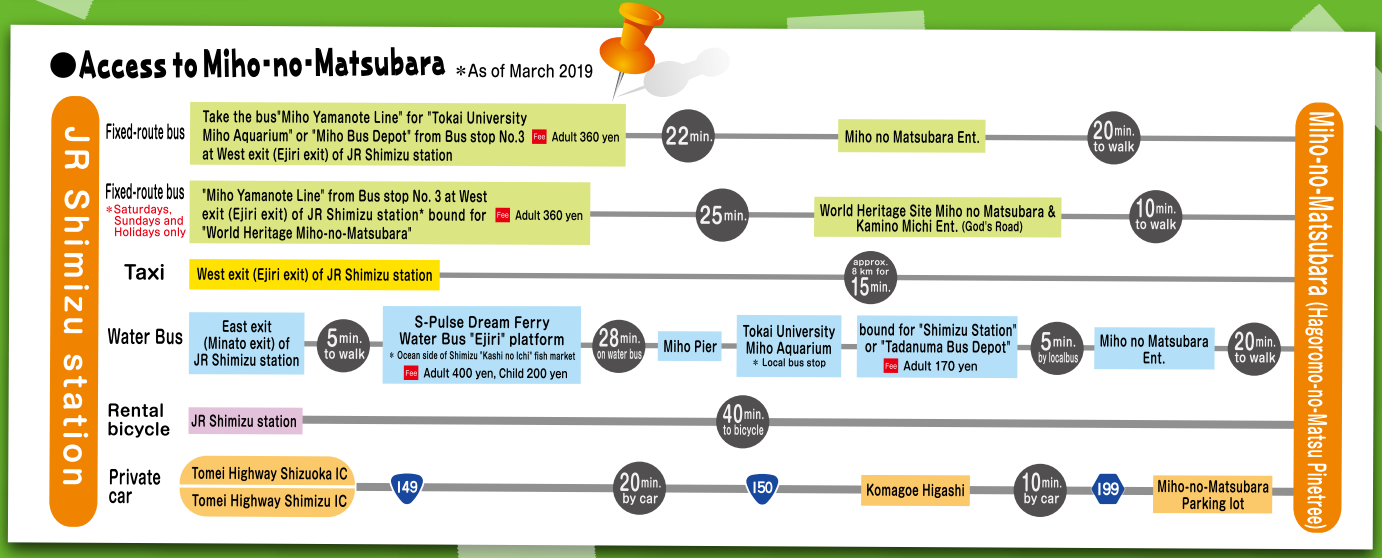 ●Access to Miho-no-Matsubara *As of March 2019
JR Shimizu station
Fixed-route bus
Take the bus"Miho Yamanote Line" for "Tokai University
Miho Aquarium" or "Miho Bus Depot" from Bus stop No.3 Fee Adult 360 yen
at West exit (Ejiri exit) of JR Shimizu station
22min.
Miho no Matsubara Ent.
20min.
to walk
Fixed-route bus
*Saturdays,
Sundays and
Holidays only
"Miho Yamanote Line" from Bus stop No. 3 at West
exit (Ejiri exit) of JR Shimizu station* bound for Fee Adult 360 yen
"World Heritage Miho-no-Matsubara"
25min.
World Heritage Site Miho no Matsubara &
Kamino Michi Ent. (God's Road)
10min.
to walk
Taxi
West exit (Ejiri exit) of JR Shimizu station
approx.
8 km for
15min.
Water Bus
East exit
(Minato exit) of
JR Shimizu station
5min.
to walk
S-Pulse Dream Ferry
Water Bus "Ejiri" platform
* Ocean side of Shimizu "Kashi no Ichi" fish market
Fee Adult 400 yen, Child 200 yen
28min.
on water bus
Miho Pier
Tokai University
Miho Aquarium
* Local bus stop
bound for "Shimizu Station"
or "Tadanuma Bus Depot"
Fee Adult 170 yen
5min.
by localbus
Miho no Matsubara
Ent.
20min.
to walk
Rental
bicycle
JR Shimizu station
40min.
to bicycle
Private
car
Tomei Highway Shizuoka IC
Tomei Highway Shimizu IC
149
20min.
by car
150
Komagoe Higashi
10min.
by car
199
Miho-no-Matsubara
Parking lot
Miho-no-Matsubara (Hagoromo-no-Matsu Pinetree)